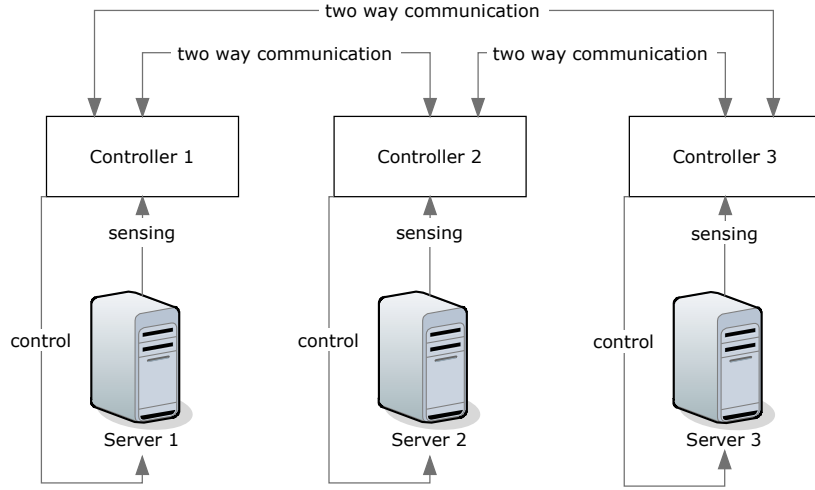 two way communication
two way communication
two way communication
Controller 1
Controller 2
Controller 3
sensing
sensing
sensing
control
control
control
Server 1
Server 2
Server 3